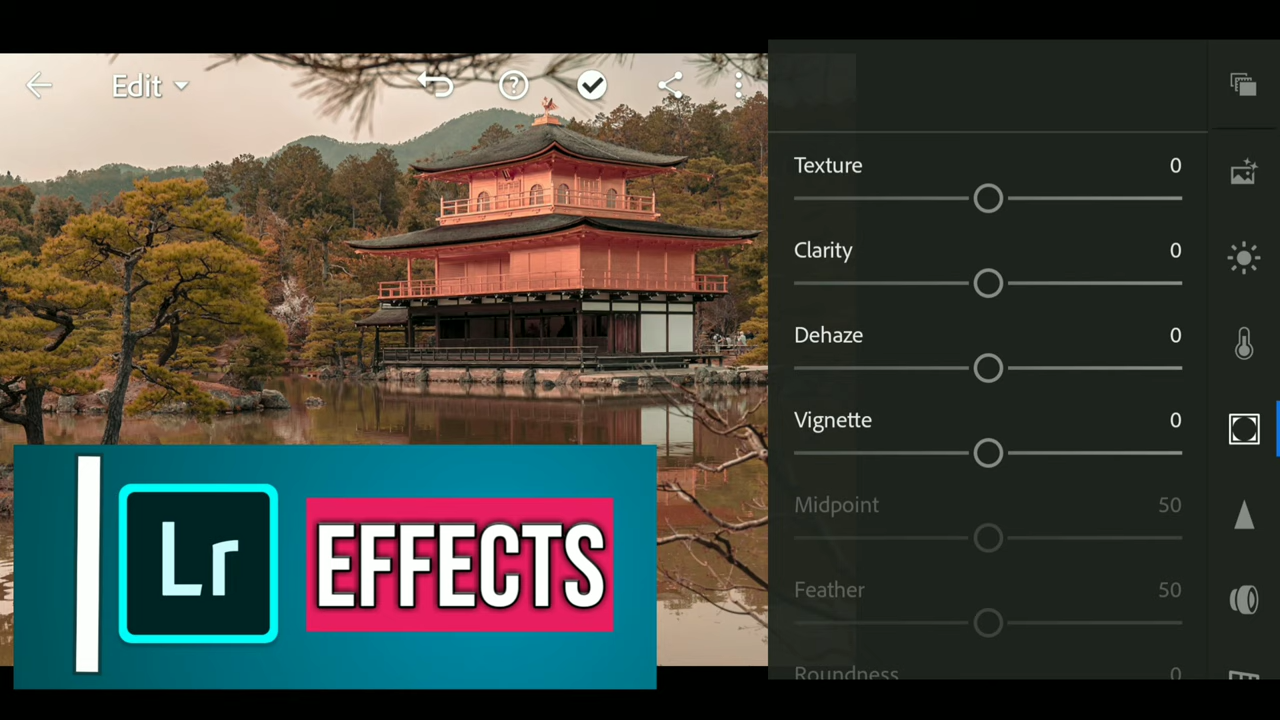 Edit
Texture 0
Clarity 0
Dehaze 0
Vignette 0
Midpoint 50
Feather 50
Roundness 0
Lr
EFFECTS